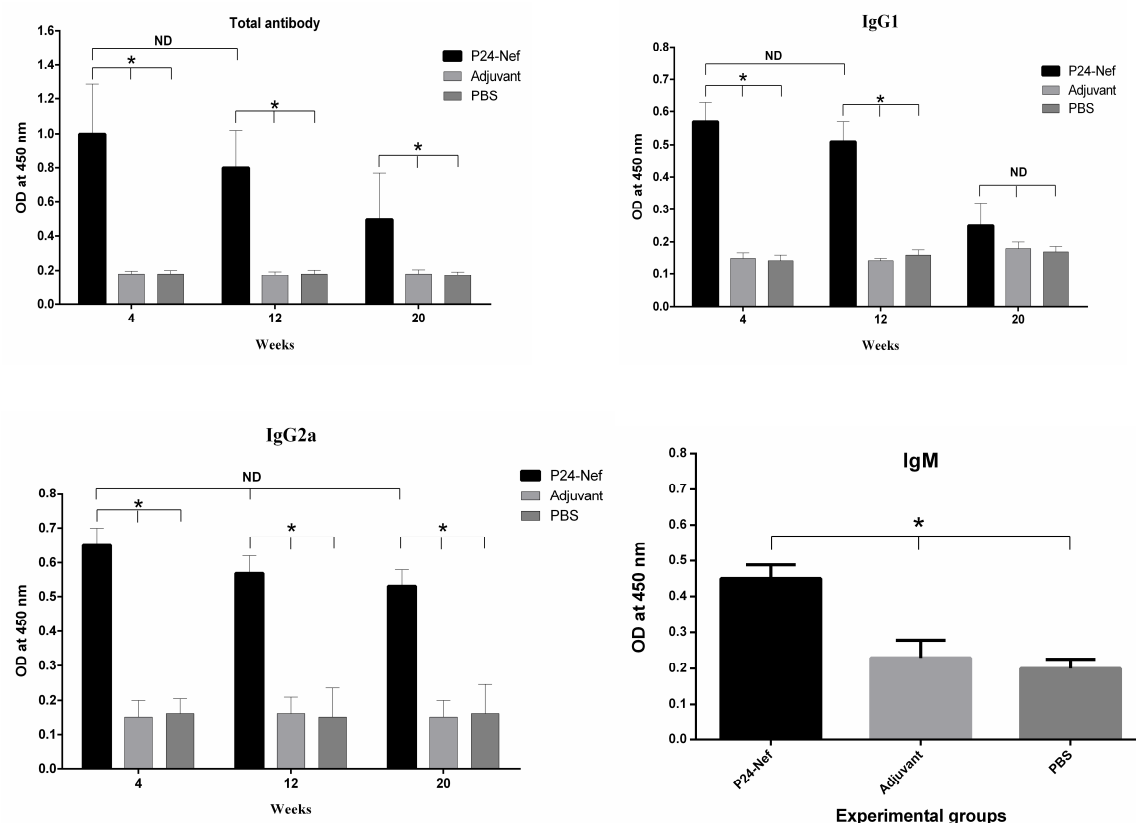 Total antibody
OD at 450 nm
1.6
1.4
1.2
1.0
0.8
0.6
0.4
0.2
0.0
ND
*
*
*
P24-Nef
Adjuvant
PBS
4 12 20
Weeks
IgG1
OD at 450 nm
0.8
0.7
0.6
0.5
0.4
0.3
0.2
0.1
0.0
ND
*
*
ND
P24-Nef
Adjuvant
PBS
4 12 20
Weeks
IgG2a
OD at 450 nm
0.8
0.7
0.6
0.5
0.4
0.3
0.2
0.1
0.0
ND
*
*
*
P24-Nef
Adjuvant
PBS
4 12 20
Weeks
IgM
OD at 450 nm
0.8
0.7
0.6
0.5
0.4
0.3
0.2
0.1
0.0
*
P24-Nef
Adjuvant
PBS
Experimental groups